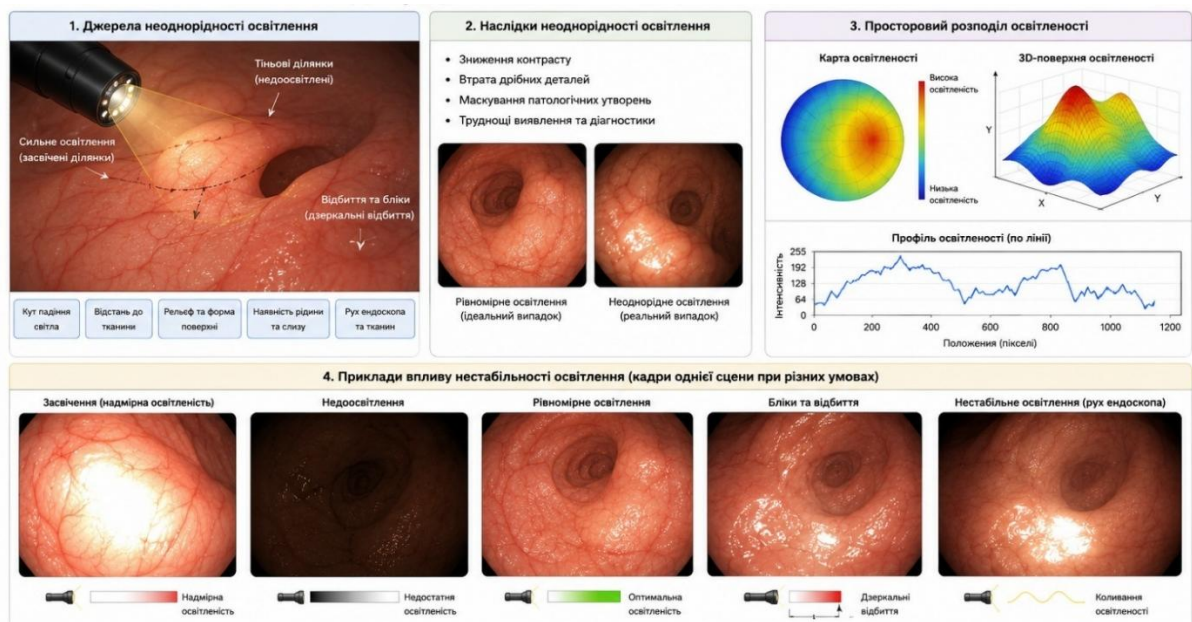 1. Джерела неоднорідності освітлення
Тіньові ділянки
(недоосвітлені)
Сильне освітлення
(засвічені ділянки)
Відбиття та бліки
(дзеркальні відбиття)
Кут падіння
світла
Відстань до
тканини
Рельєф та форма
поверхні
Наявність рідини
та слизу
Рух ендоскопа
та тканин
2. Наслідки неоднорідності освітлення
• Зниження контрасту
• Втрата дрібних деталей
• Маскування патологічних утворень
• Труднощі виявлення та діагностики
Рівномірне освітлення
(ідеальний випадок)
Неоднорідне освітлення
(реальний випадок)
3. Просторовий розподіл освітленості
Карта освітленості
Висока
освітленість
Низька
освітленість
3D-поверхня освітленості
Y
X
Y
Профіль освітленості (по лінії)
Інтенсивність
255
192
128
64
0
0 200 400 600 800 1000 1200
Положення (пікселі)
4. Приклади впливу нестабільності освітлення (кадри однієї сцени при різних умовах)
Засвічення (надмірна освітленість)
Недоосвітлення
Рівномірне освітлення
Бліки та відбиття
Нестабільне освітлення (рух ендоскопа)
Надмірна
освітленість
Недостатня
освітленість
Оптимальна
освітленість
Дзеркальні
відбиття
Коливання
освітленості